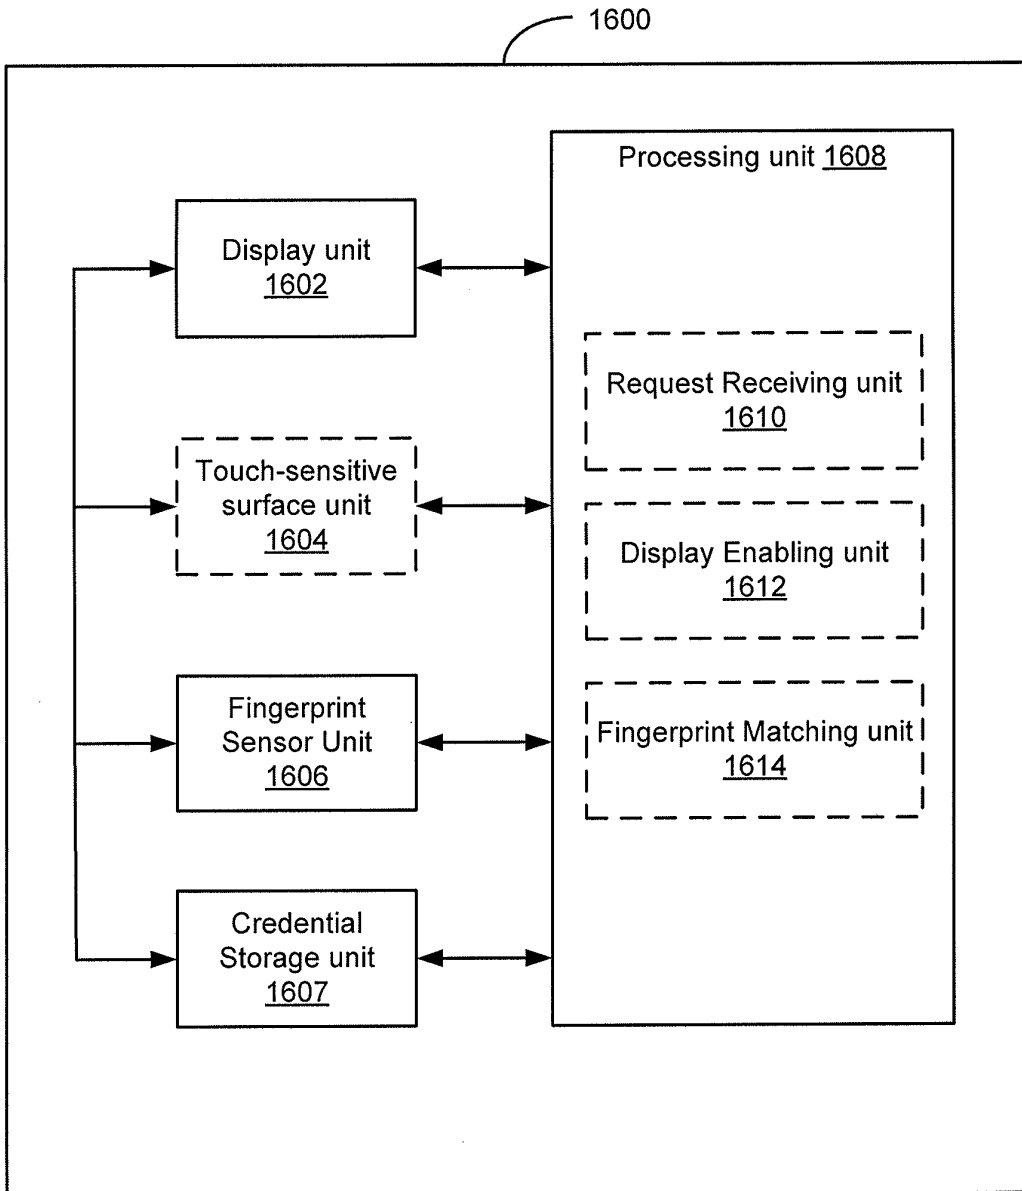 1600
Processing unit 1608
Display unit
1602
Request Receiving unit
1610
Touch-sensitive
surface unit
1604
Display Enabling unit
1612
Fingerprint
Sensor Unit
1606
Fingerprint Matching unit
1614
Credential
Storage unit
1607